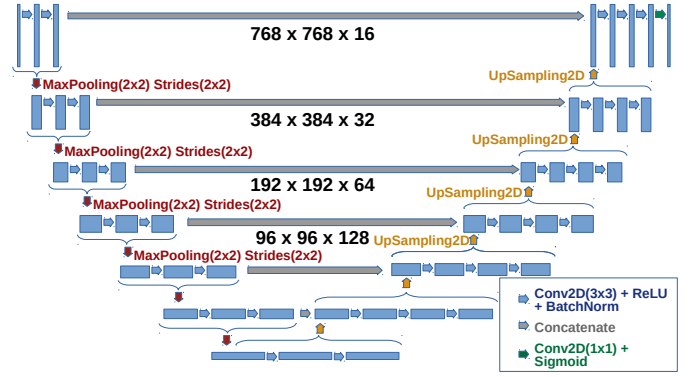 768 x 768 x 16
MaxPooling(2x2) Strides(2x2)
UpSampling2D
384 x 384 x 32
MaxPooling(2x2) Strides(2x2)
UpSampling2D
192 x 192 x 64
MaxPooling(2x2) Strides(2x2)
UpSampling2D
96 x 96 x 128
UpSampling2D
MaxPooling(2x2) Strides(2x2)
Conv2D(3x3) + ReLU
+ BatchNorm
Concatenate
Conv2D(1x1) +
Sigmoid